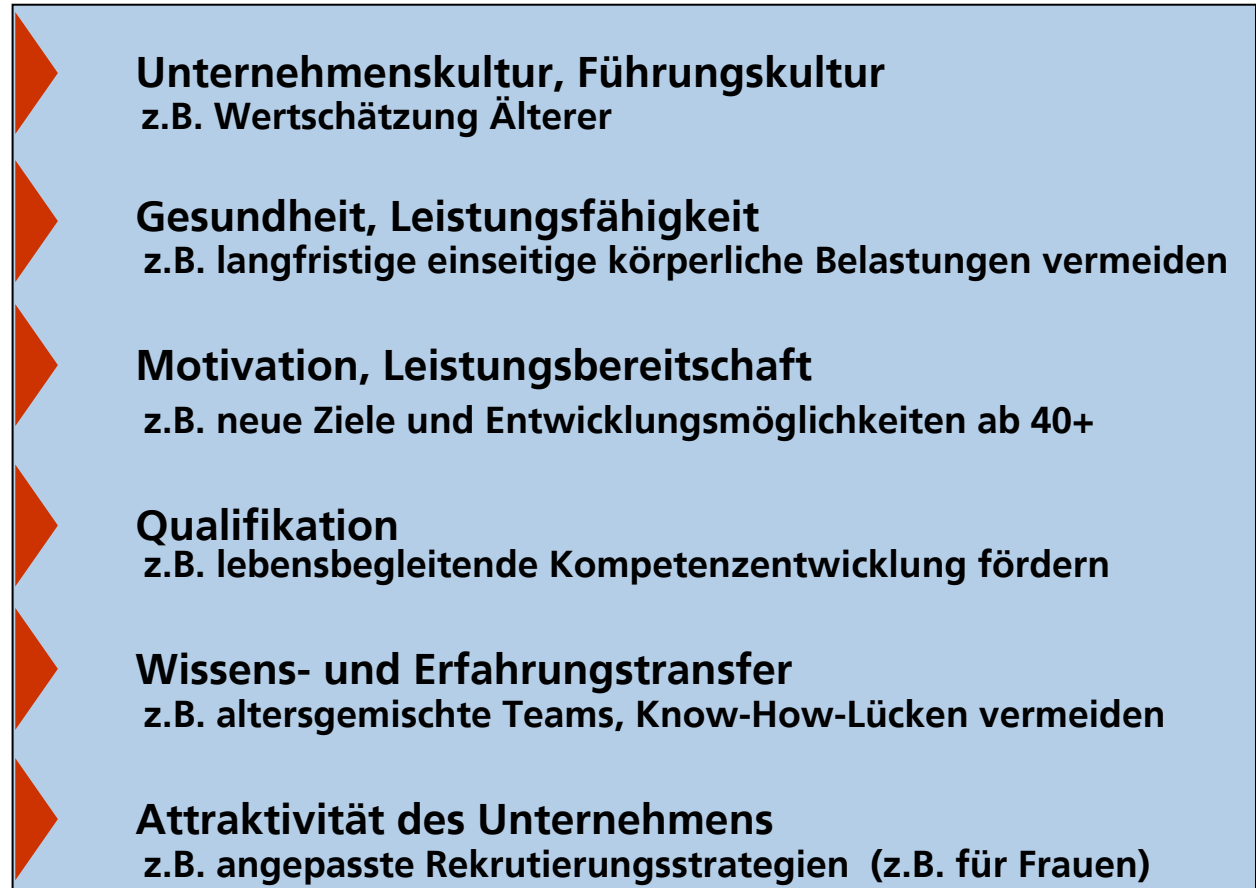 Unternehmenskultur, Führungskultur
z.B. Wertschätzung Älterer
Gesundheit, Leistungsfähigkeit
z.B. langfristige einseitige körperliche Belastungen vermeiden
Motivation, Leistungsbereitschaft
z.B. neue Ziele und Entwicklungsmöglichkeiten ab 40+
Qualifikation
z.B. lebensbegleitende Kompetenzentwicklung fördern
Wissens- und Erfahrungstransfer
z.B. altersgemischte Teams, Know-How-Lücken vermeiden
Attraktivität des Unternehmens
z.B. angepasste Rekrutierungsstrategien (z.B. für Frauen)